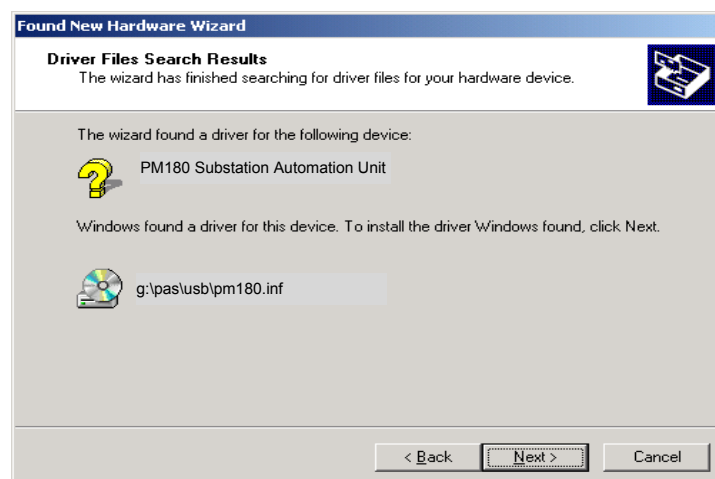 Found New Hardware Wizard
Driver Files Search Results
The wizard has finished searching for driver files for your hardware device.
The wizard found a driver for the following device:
PM180 Substation Automation Unit
Windows found a driver for this device. To install the driver Windows found, click Next.
g:\pas\usb\pm180.inf
< Back Next > Cancel